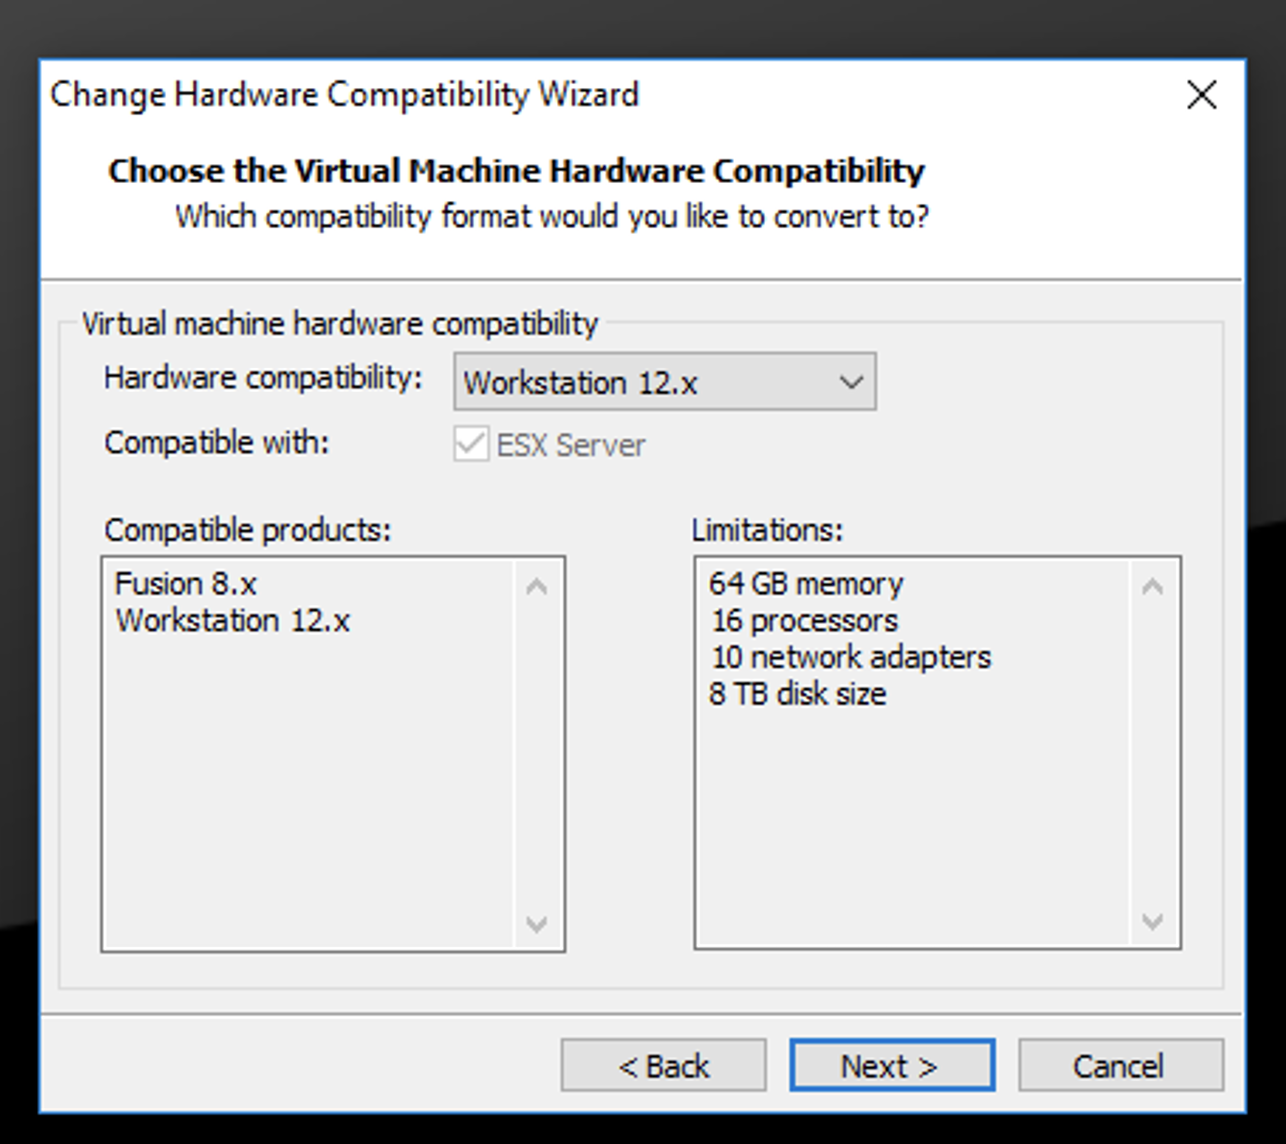 Change Hardware Compatibility Wizard
Choose the Virtual Machine Hardware Compatibility
Which compatibility format would you like to convert to?
Virtual machine hardware compatibility
Hardware compatibility: Workstation 12.x
Compatible with: ESX Server
Compatible products:
Fusion 8.x
Workstation 12.x
Limitations:
64 GB memory
16 processors
10 network adapters
8 TB disk size
< Back Next > Cancel